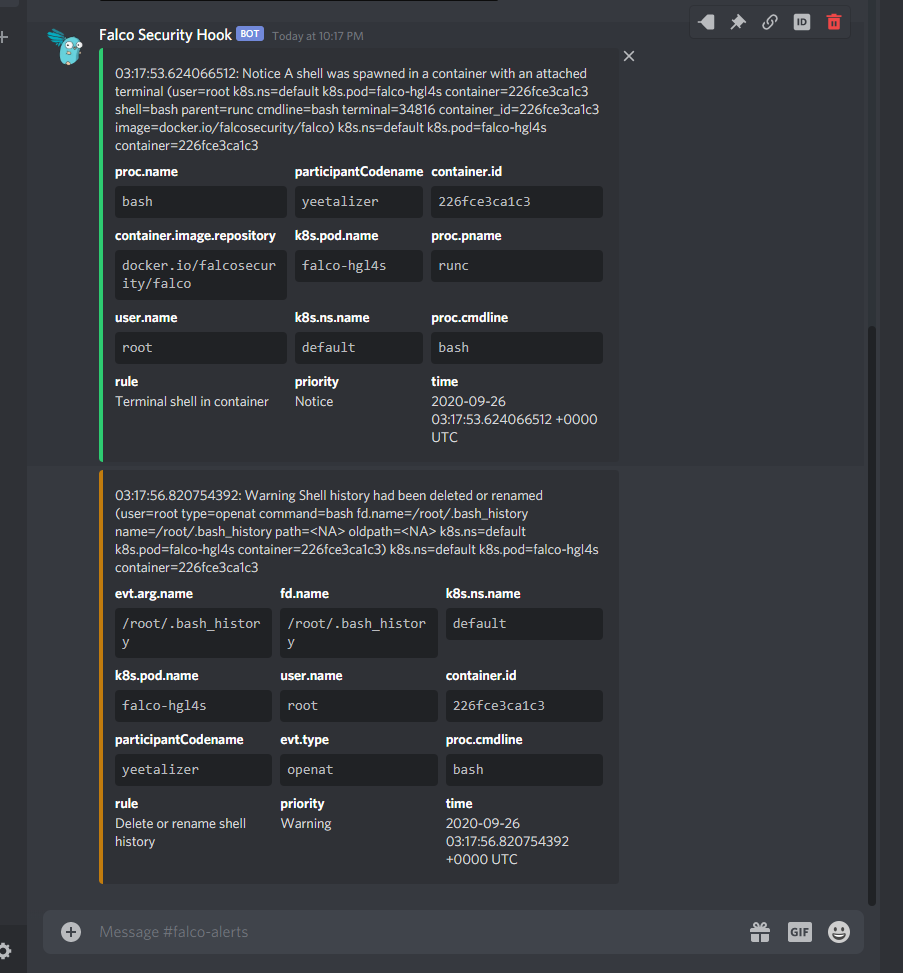 Falco Security Hook BOT Today at 10:17 PM
ID
03:17:53.624066512: Notice A shell was spawned in a container with an attached
terminal (user=root k8s.ns=default k8s.pod=falco-hgl4s container=226fce3ca1c3
shell=bash parent=runc cmdline=bash terminal=34816 container_id=226fce3ca1c3
image=docker.io/falcosecurity/falco) k8s.ns=default k8s.pod=falco-hgl4s
container=226fce3ca1c3
proc.name participantCodename container.id
bash yeetalizer 226fce3ca1c3
container.image.repository k8s.pod.name proc.pname
docker.io/falcosecur falco-hgl4s runc
ity/falco
user.name k8s.ns.name proc.cmdline
root default bash
rule priority time
Terminal shell in container Notice 2020-09-26
03:17:53.624066512 +0000
UTC
03:17:56.820754392: Warning Shell history had been deleted or renamed
(user=root type=openat command=bash fd.name=/root/.bash_history
name=/root/.bash_history path=<NA> oldpath=<NA> k8s.ns=default
k8s.pod=falco-hgl4s container=226fce3ca1c3) k8s.ns=default k8s.pod=falco-hgl4s
container=226fce3ca1c3
evt.arg.name fd.name k8s.ns.name
/root/.bash_histor /root/.bash_histor default
y y
k8s.pod.name user.name container.id
falco-hgl4s root 226fce3ca1c3
participantCodename evt.type proc.cmdline
yeetalizer openat bash
rule priority time
Delete or rename shell Warning 2020-09-26
history 03:17:56.820754392
+0000 UTC
Message #falco-alerts GIF